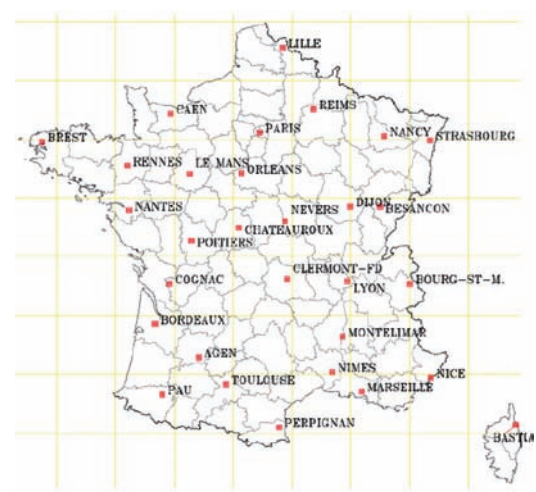 LILLE
CAEN
REIMS
BREST
PARIS
NANCY
STRASBOURG
RENNES
LE MANS
ORLEANS
NANTES
NEVERS
DIJON
BESANCON
CHATEAUROUX
POITIERS
CLERMONT-FD
COGNAC
LYON
BOURG-ST-M.
BORDEAUX
MONTELIMAR
AGEN
NIMES
NICE
TOULOUSE
MARSEILLE
PAU
PERPIGNAN
BASTIA